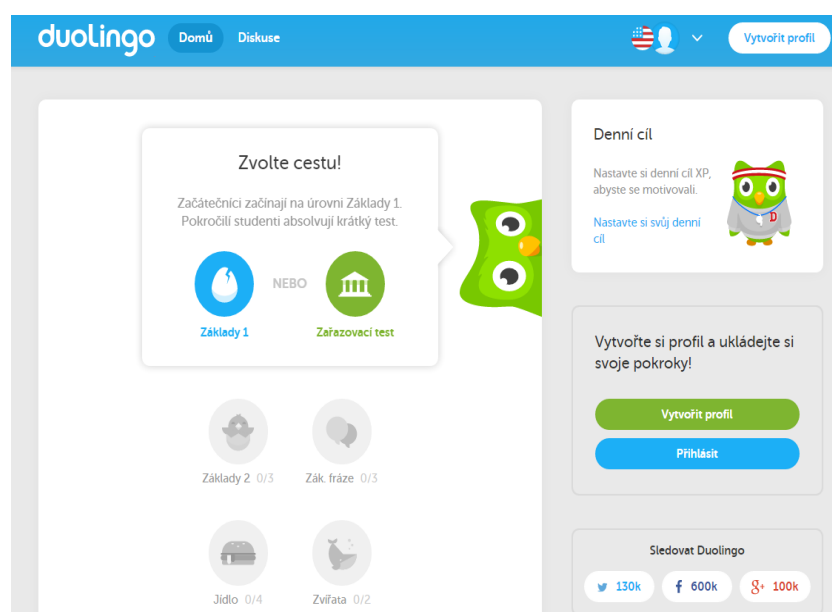 duolingo Domů Diskuse Vytvořit profil
Zvolte cestu!
Začátečníci začínají na úrovni Základy 1.
Pokročilí studenti absolvují krátký test.
NEBO
Základy 1 Zařazovací test
Základy 2 0/3 Zák. fráze 0/3
Jídlo 0/4 Zvířata 0/2
Denní cíl
Nastavte si denní cíl XP,
abyste se motivovali.
Nastavte si svůj denní
cíl
D
Vytvořte si profil a ukládejte si
svoje pokroky!
Vytvořit profil
Přihlásit
Sledovat Duolingo
130k f 600k g+ 100k